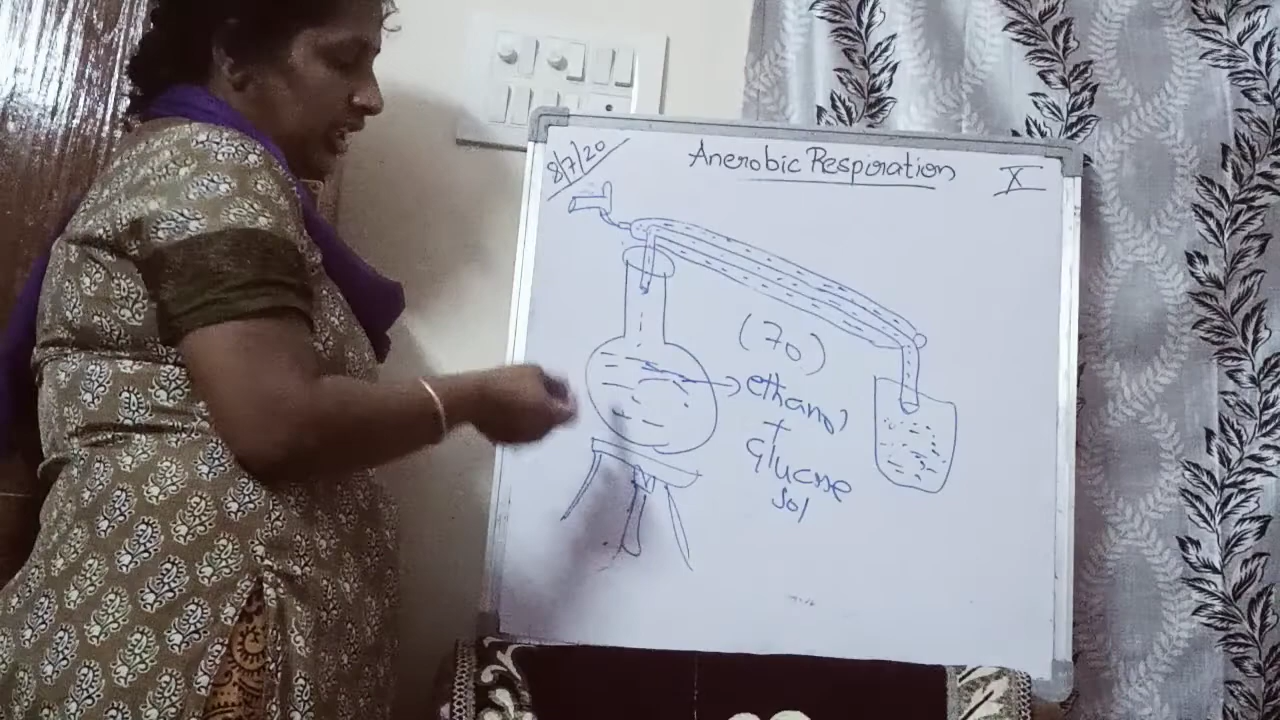 8/7/20
Anerobic Respiration
X
(70)
ethanol
+
Glucose
Sol